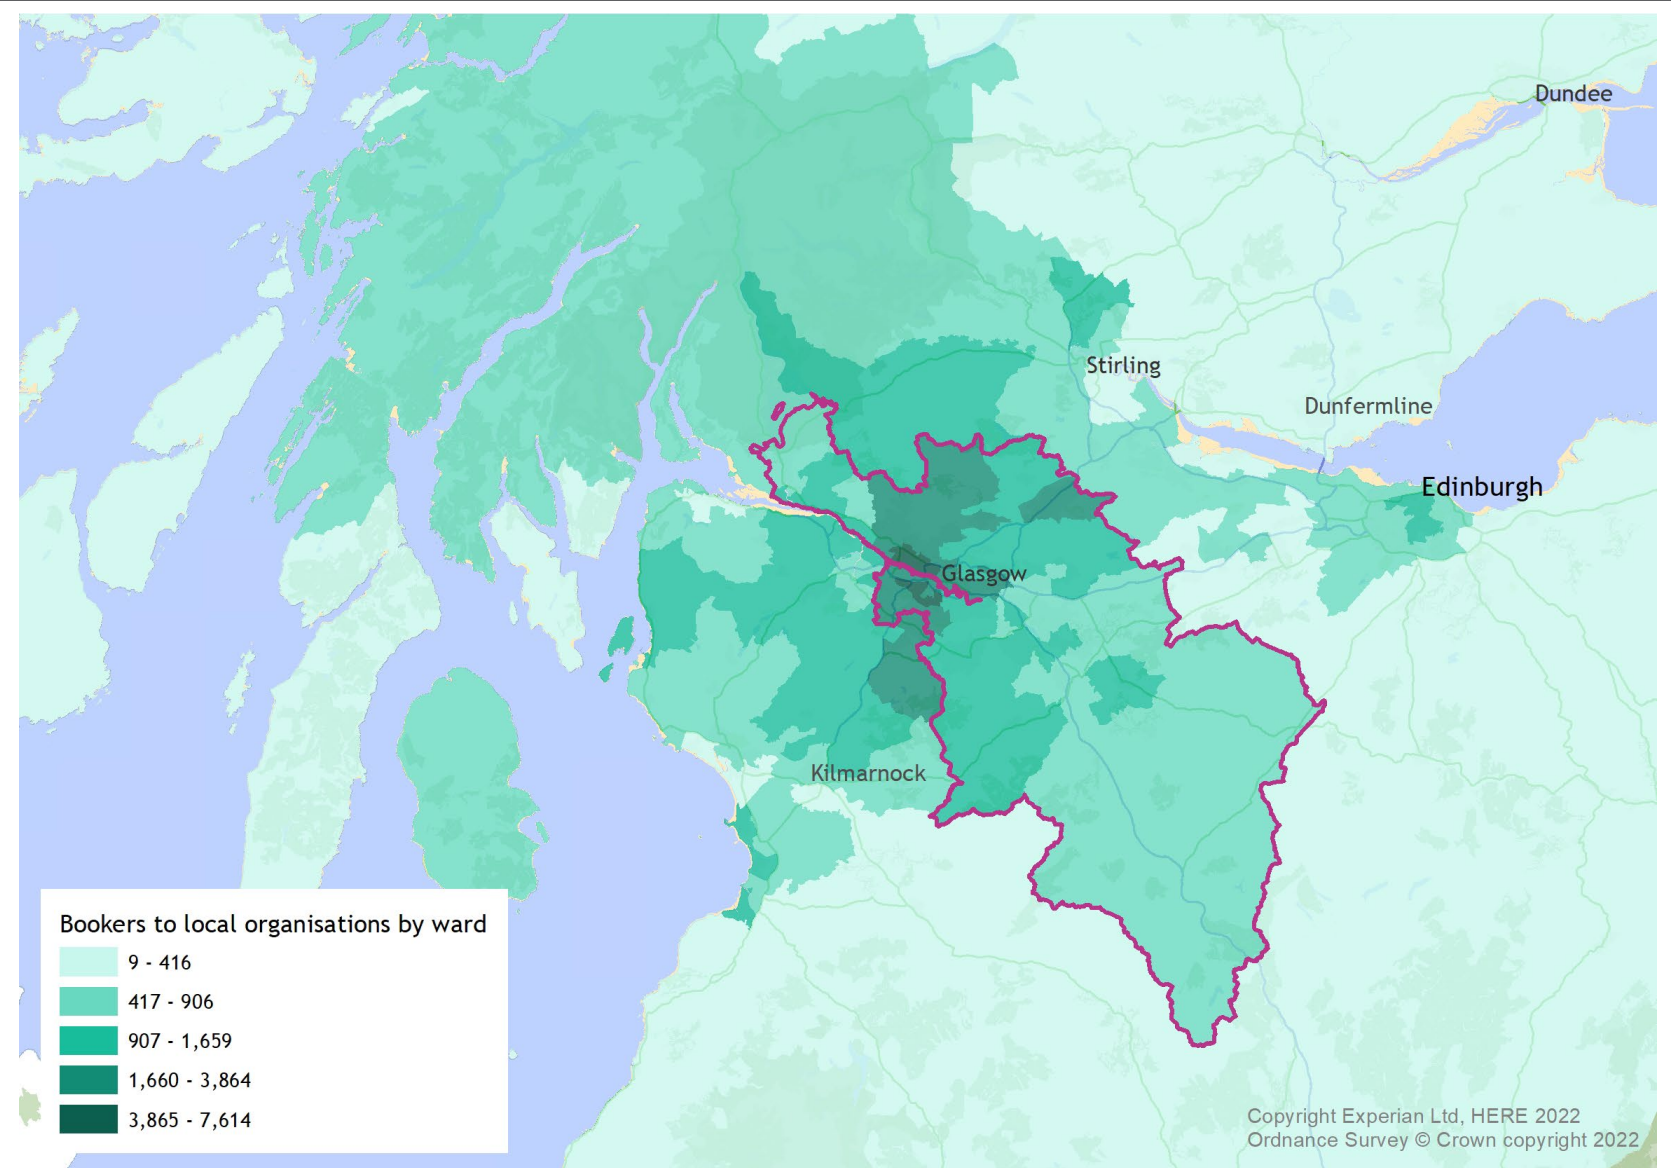 Dundee
Stirling
Dunfermline
Edinburgh
Glasgow
Kilmarnock
Bookers to local organisations by ward
9 - 416
417 - 906
907 - 1,659
1,660 - 3,864
3,865 - 7,614
Copyright Experian Ltd, HERE 2022
Ordnance Survey © Crown copyright 2022